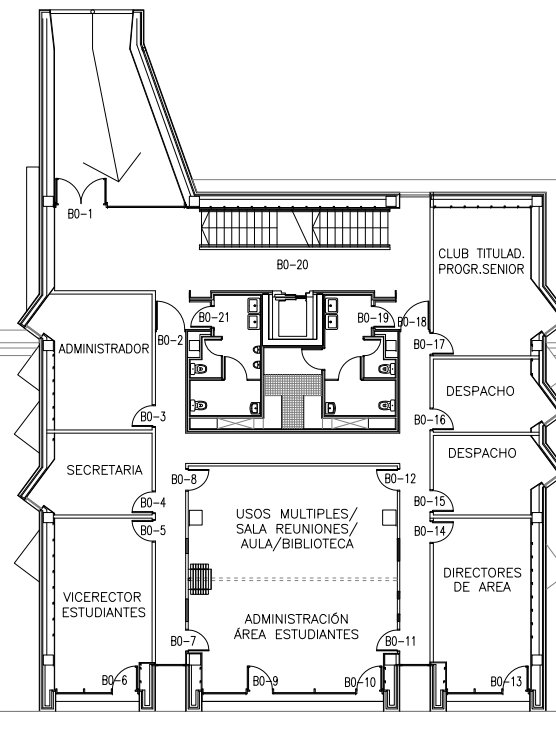 B0-1
CLUB TITULAD.
PROGR.SENIOR
B0-20
B0-21
B0-19
B0-18
B0-2
B0-17
ADMINISTRADOR
DESPACHO
B0-3
B0-16
DESPACHO
SECRETARIA
B0-8
B0-12
B0-4
B0-15
USOS MULTIPLES/
SALA REUNIONES/
AULA/BIBLIOTECA
B0-5
B0-14
DIRECTORES
DE AREA
VICERECTOR
ESTUDIANTES
ADMINISTRACIÓN
ÁREA ESTUDIANTES
B0-7
B0-11
B0-6
B0-9
B0-10
B0-13